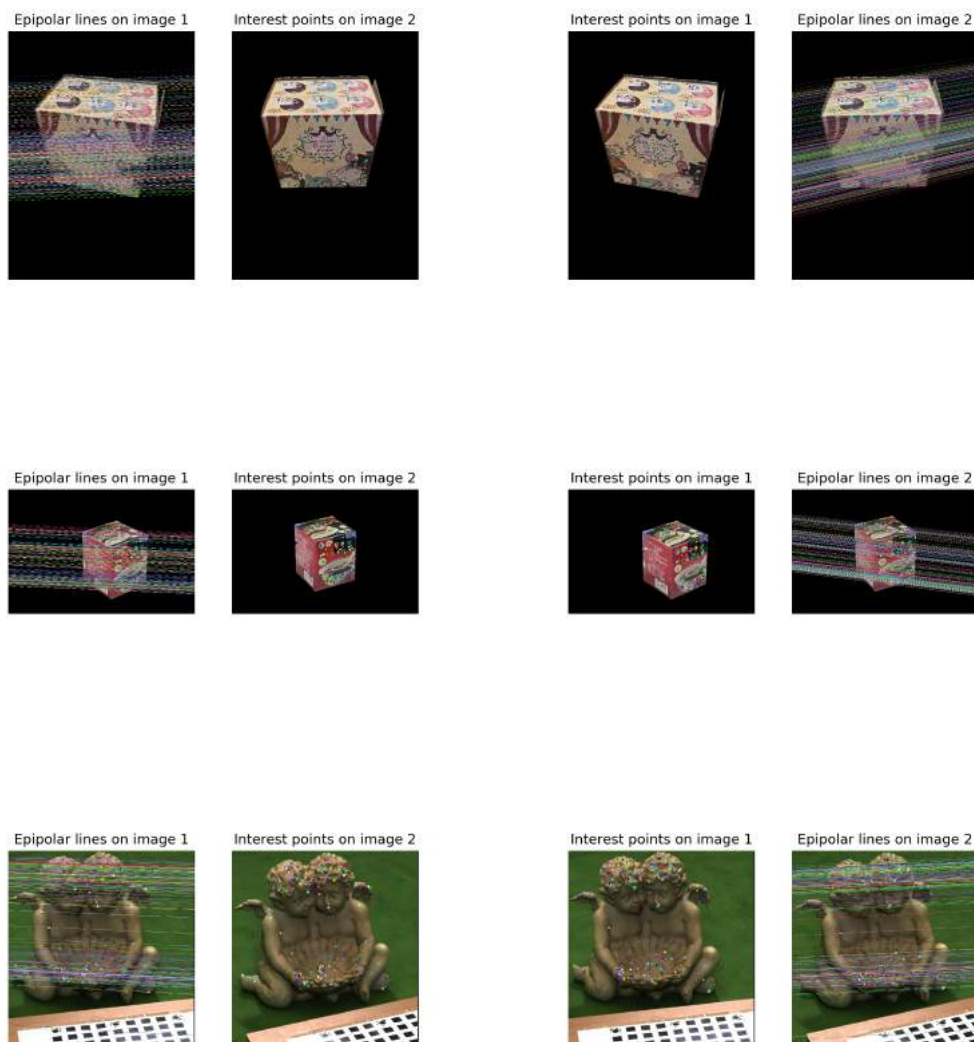 Epipolar lines on image 1
Interest points on image 2
Interest points on image 1
Epipolar lines on image 2
Epipolar lines on image 1
Interest points on image 2
Interest points on image 1
Epipolar lines on image 2
Epipolar lines on image 1
Interest points on image 2
Interest points on image 1
Epipolar lines on image 2